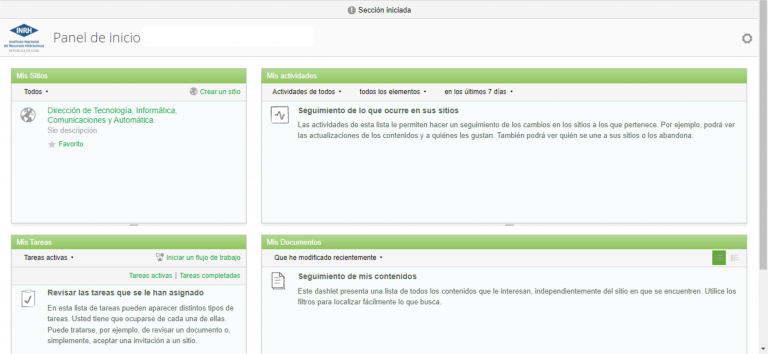 Sección iniciada
INRH
Instituto Nacional
de Recursos Hidráulicos
REPÚBLICA DE CUBA
Panel de inicio
Mis Sitios
Todos
Crear un sitio
Dirección de Tecnología, Informática,
Comunicaciones y Automática.
Sin descripción
Favorito
Mis actividades
Actividades de todos
todos los elementos
en los últimos 7 días
Seguimiento de lo que ocurre en sus sitios
Las actividades de esta lista le permiten hacer un seguimiento de los cambios en los sitios a los que pertenece. Por ejemplo, podrá ver
las actualizaciones de los contenidos y a quiénes les gustan. También podrá ver quién se une a sus sitios o los abandona.
Mis Tareas
Tareas activas
Iniciar un flujo de trabajo
Tareas activas | Tareas completadas
Revisar las tareas que se le han asignado
En esta lista de tareas pueden aparecer distintos tipos de
tareas. Usted tiene que ocuparse de cada una de ellas.
Puede tratarse, por ejemplo, de revisar un documento o,
simplemente, aceptar una invitación a un sitio.
Mis Documentos
Que he modificado recientemente
Seguimiento de mis contenidos
Este dashlet presenta una lista de todos los contenidos que le interesan, independientemente del sitio en que se encuentren. Utilice los
filtros para localizar fácilmente lo que busca.